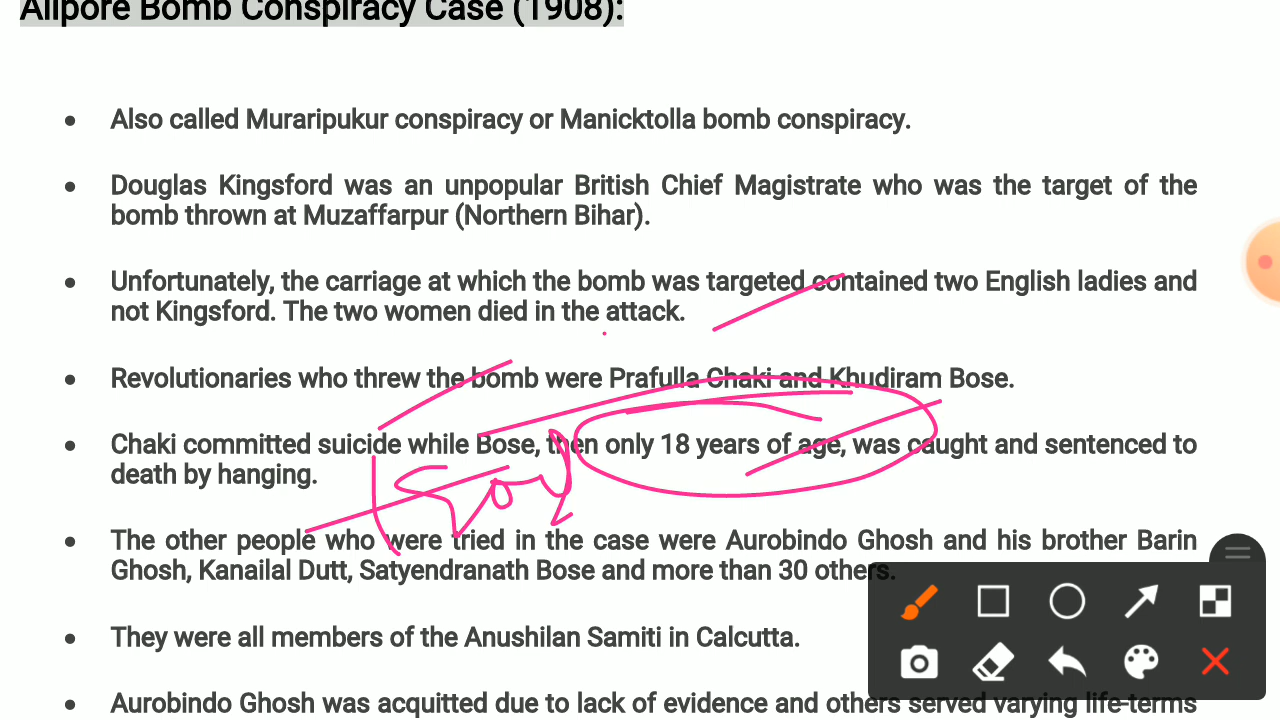 Alipore Bomb Conspiracy Case (1908):
• Also called Muraripukur conspiracy or Manicktolla bomb conspiracy.
• Douglas Kingsford was an unpopular British Chief Magistrate who was the target of the
bomb thrown at Muzaffarpur (Northern Bihar).
• Unfortunately, the carriage at which the bomb was targeted contained two English ladies and
not Kingsford. The two women died in the attack.
• Revolutionaries who threw the bomb were Prafulla Chaki and Khudiram Bose.
• Chaki committed suicide while Bose, then only 18 years of age, was caught and sentenced to
death by hanging.
• The other people who were tried in the case were Aurobindo Ghosh and his brother Barin
Ghosh, Kanailal Dutt, Satyendranath Bose and more than 30 others.
• They were all members of the Anushilan Samiti in Calcutta.
• Aurobindo Ghosh was acquitted due to lack of evidence and others served varying life-terms